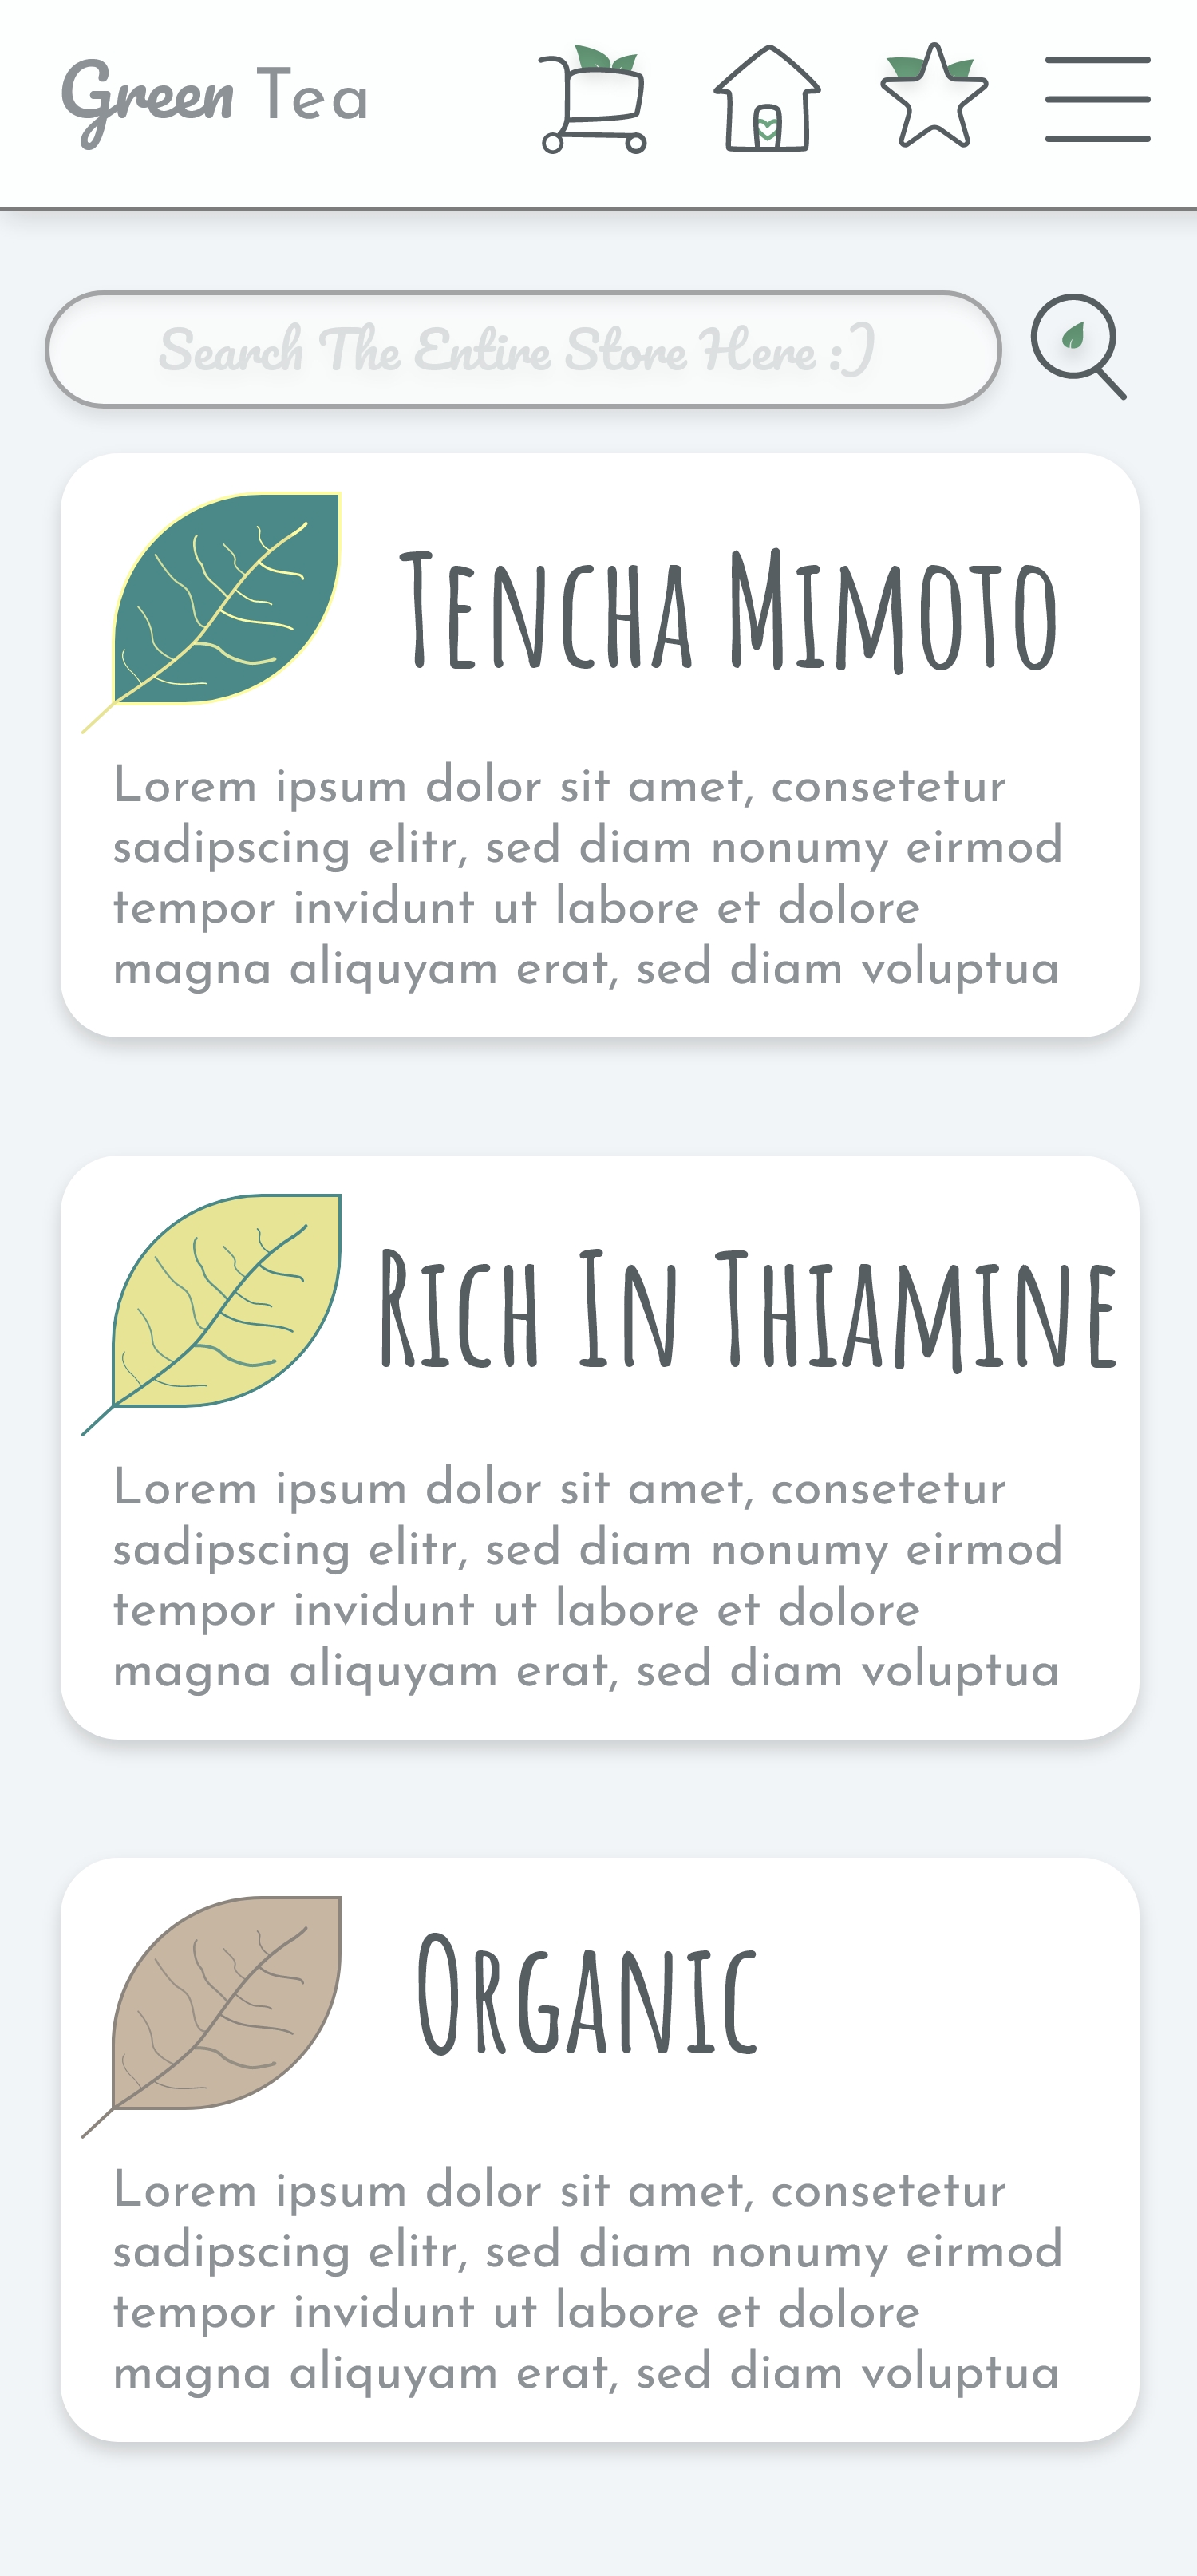 Green Tea
Search The Entire Store Here :)
Tencha Mimoto
Lorem ipsum dolor sit amet, consetetur
sadipscing elitr, sed diam nonumy eirmod
tempor invidunt ut labore et dolore
magna aliquyam erat, sed diam voluptua
Rich In Thiamine
Lorem ipsum dolor sit amet, consetetur
sadipscing elitr, sed diam nonumy eirmod
tempor invidunt ut labore et dolore
magna aliquyam erat, sed diam voluptua
Organic
Lorem ipsum dolor sit amet, consetetur
sadipscing elitr, sed diam nonumy eirmod
tempor invidunt ut labore et dolore
magna aliquyam erat, sed diam voluptua